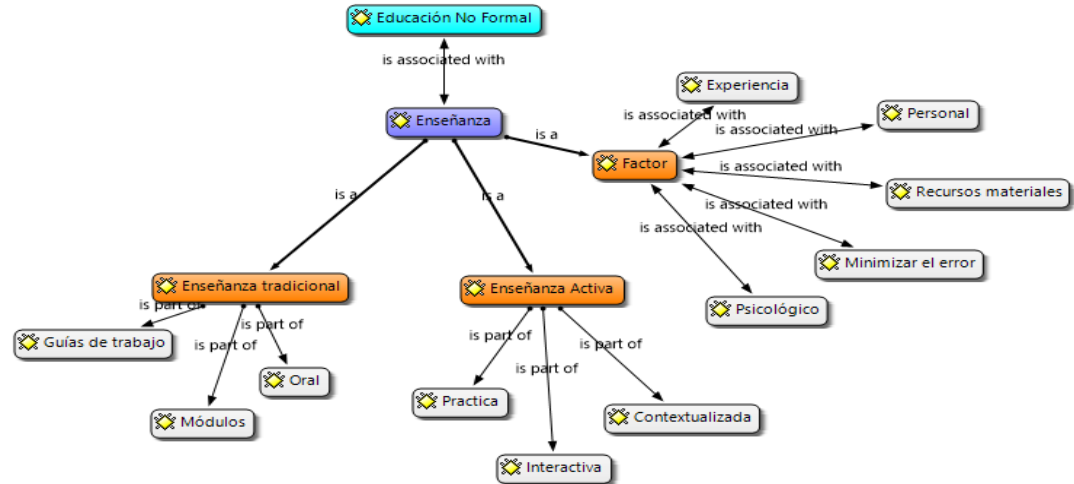 Educación No Formal
is associated with
Enseñanza
is a
Factor
Experiencia
is associated with
Personal
is associated with
Recursos materiales
is associated with
Minimizar el error
is associated with
Psicológico
is associated with
is a
is a
Enseñanza tradicional
is part of
Guías de trabajo
is part of
Módulos
is part of
Oral
Enseñanza Activa
is part of
Practica
is part of
Interactiva
is part of
Contextualizada